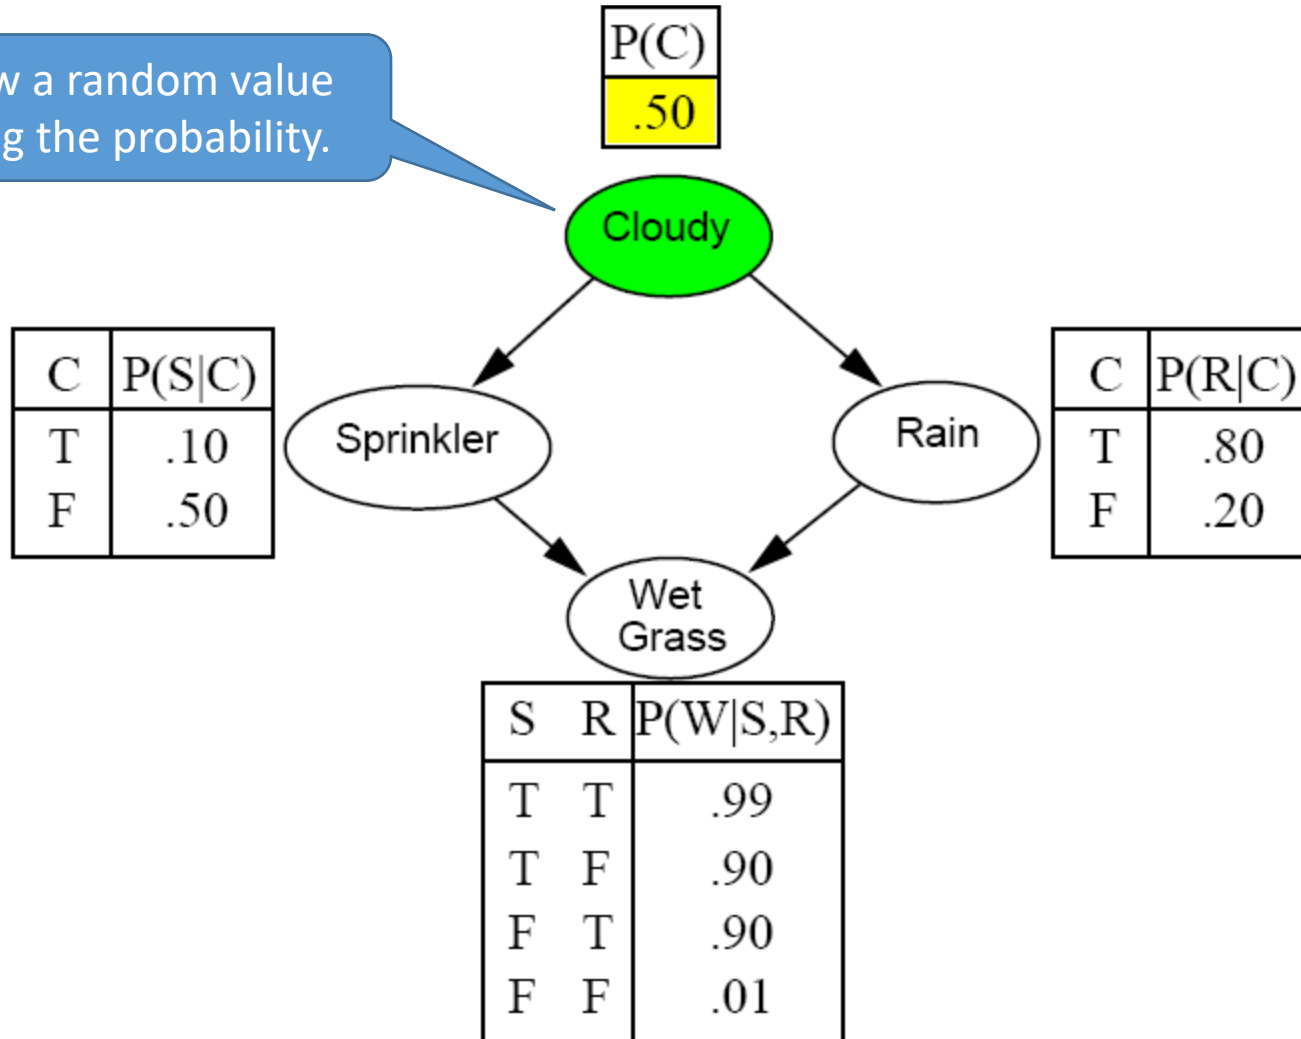 P(C)
.50
a random value
the probability.
Cloudy
C P(S|C)
T .10
F .50
Sprinkler
Rain
C P(R|C)
T .80
F .20
Wet
Grass
S R P(W|S,R)
T T .99
T F .90
F T .90
F F .01